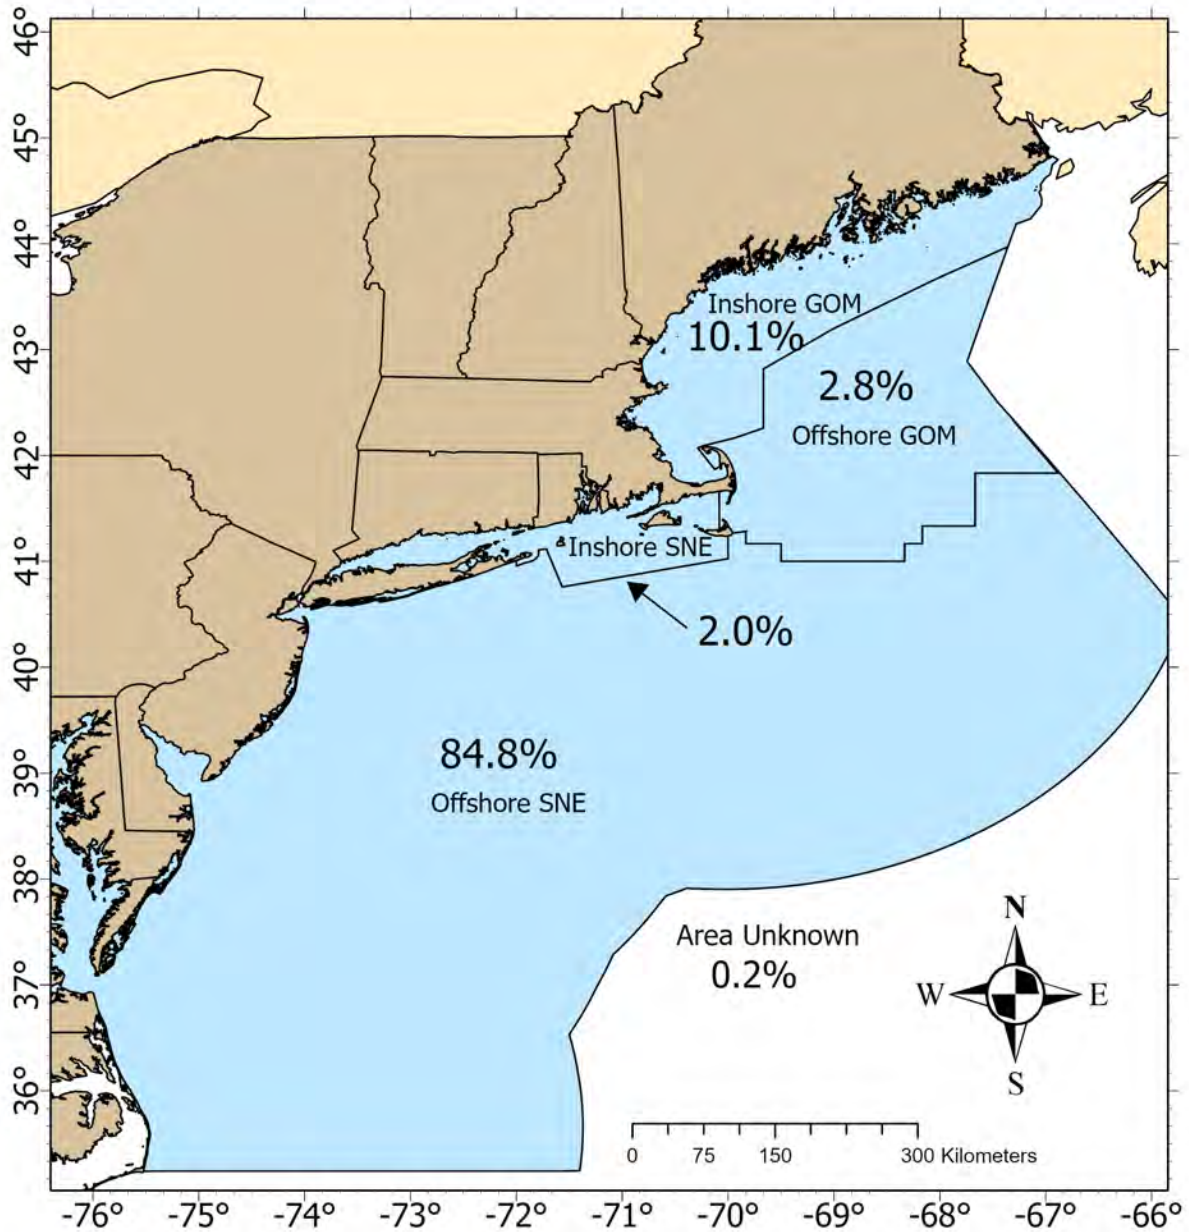 46°
45°
44°
43°
42°
41°
40°
39°
38°
37°
36°
Inshore GOM
10.1%
2.8%
Offshore GOM
Inshore SNE
2.0%
84.8%
Offshore SNE
Area Unknown
0.2%
N
W E
S
0 75 150 300 Kilometers
-76° -75° -74° -73° -72° -71° -70° -69° -68° -67° -66°